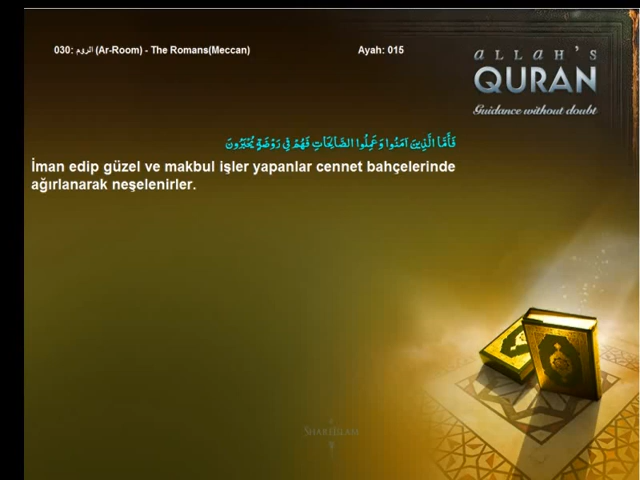 030: الروم (Ar-Room) - The Romans(Meccan) Ayah: 015
ALLAH'S
QURAN
Guidance without doubt
فَأَمَّا الَّذِينَ آمَنُوا وَعَمِلُوا الصَّالِحَاتِ فَهُمْ فِي رَوْضَةٍ يُحْبَرُونَ
İman edip güzel ve makbul işler yapanlar cennet bahçelerinde
ağırlanarak neşelenirler.
SHAREISLAM